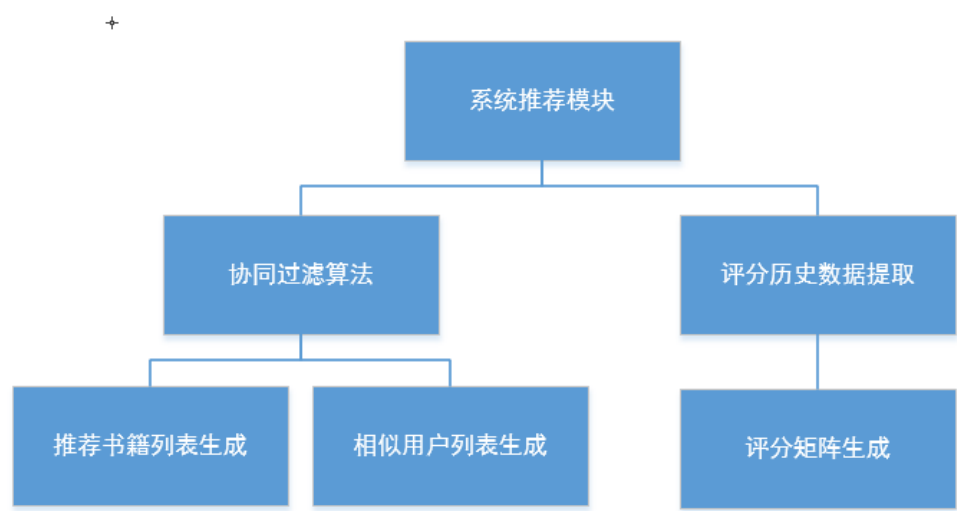 系统推荐模块
协同过滤算法
评分历史数据提取
推荐书籍列表生成
相似用户列表生成
评分矩阵生成